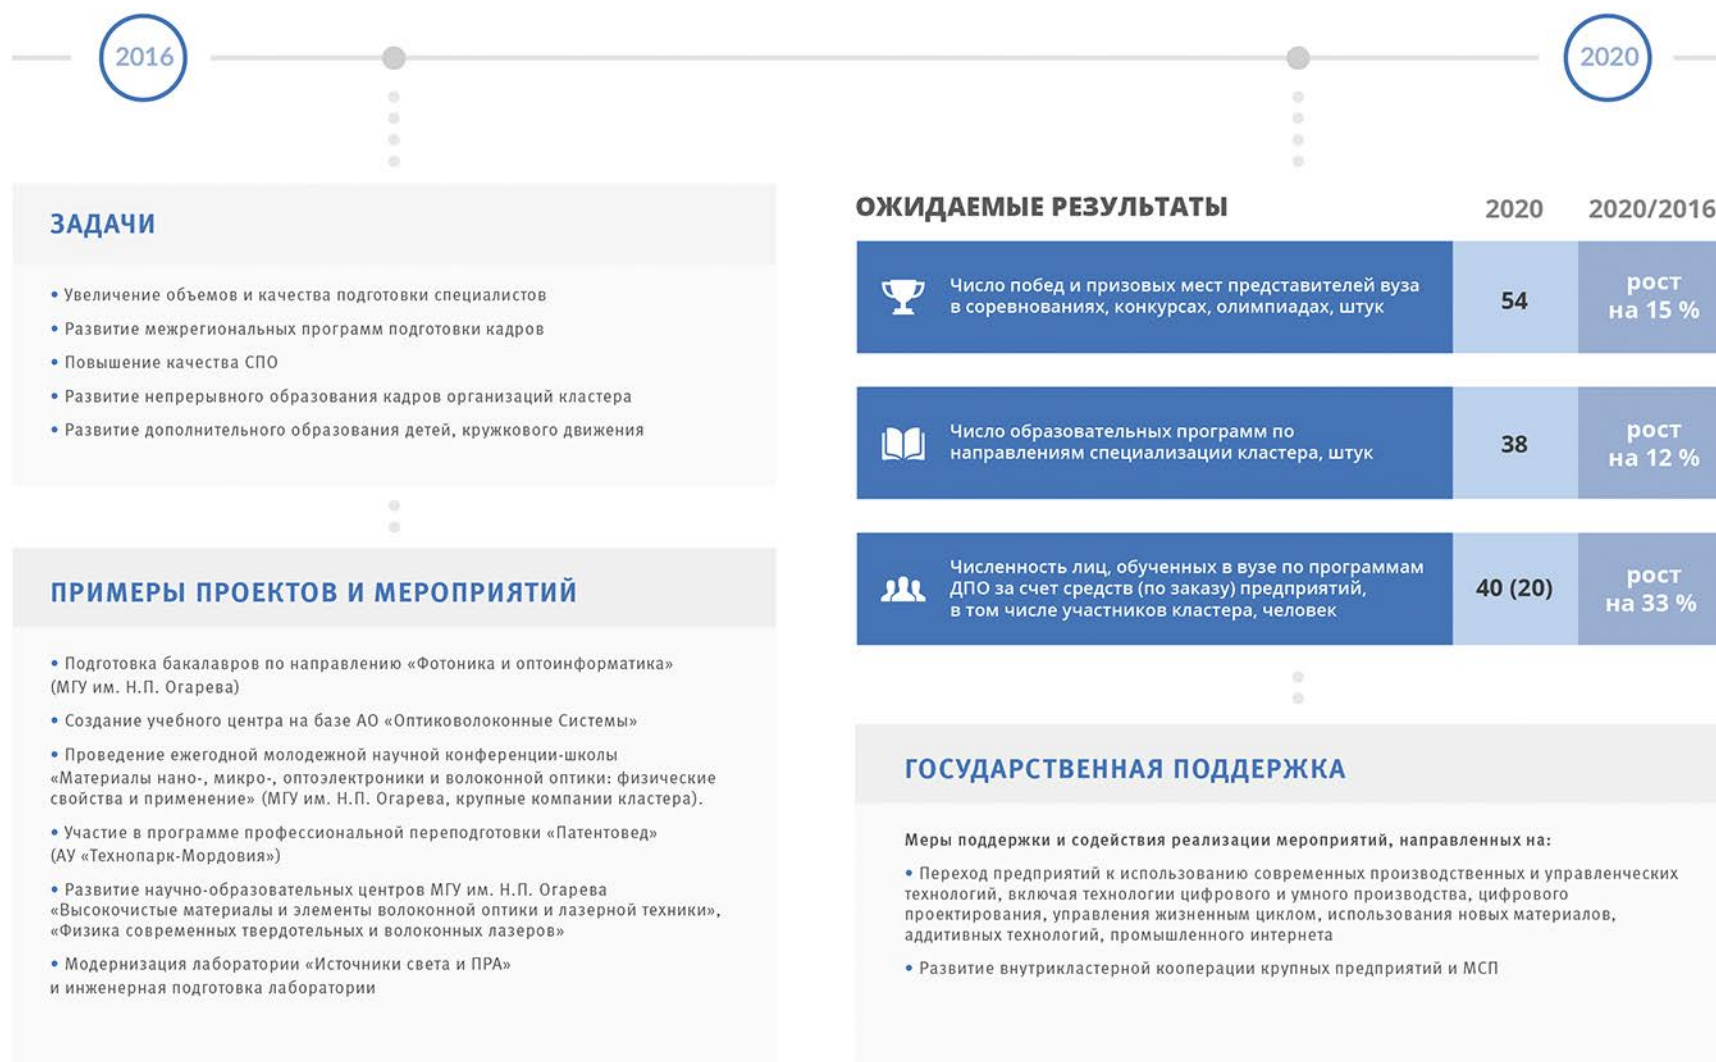 2016
2020
ЗАДАЧИ
• Увеличение объемов и качества подготовки специалистов
• Развитие межрегиональных программ подготовки кадров
• Повышение качества СПО
• Развитие непрерывного образования кадров организаций кластера
• Развитие дополнительного образования детей, кружкового движения
ПРИМЕРЫ ПРОЕКТОВ И МЕРОПРИЯТИЙ
• Подготовка бакалавров по направлению «Фотоника и оптоинформатика»
(МГУ им. Н.П. Огарева)
• Создание учебного центра на базе АО «Оптиковолоконные Системы»
• Проведение ежегодной молодежной научной конференции-школы
«Материалы нано-, микро-, оптоэлектроники и волоконной оптики: физические
свойства и применение» (МГУ им. Н.П. Огарева, крупные компании кластера).
• Участие в программе профессиональной переподготовки «Патентовед»
(АУ «Технопарк-Мордовия»)
• Развитие научно-образовательных центров МГУ им. Н.П. Огарева
«Высокочистые материалы и элементы волоконной оптики и лазерной техники»,
«Физика современных твердотельных и волоконных лазеров»
• Модернизация лаборатории «Источники света и ПРА»
и инженерная подготовка лаборатории
ОЖИДАЕМЫЕ РЕЗУЛЬТАТЫ 2020 2020/2016
Число побед и призовых мест представителей вуза
в соревнованиях, конкурсах, олимпиадах, штук
54
рост
на 15 %
Число образовательных программ по
направлениям специализации кластера, штук
38
рост
на 12 %
Численность лиц, обученных в вузе по программам
ДПО за счет средств (по заказу) предприятий,
в том числе участников кластера, человек
40 (20)
рост
на 33 %
ГОСУДАРСТВЕННАЯ ПОДДЕРЖКА
Меры поддержки и содействия реализации мероприятий, направленных на:
• Переход предприятий к использованию современных производственных и управленческих
технологий, включая технологии цифрового и умного производства, цифрового
проектирования, управления жизненным циклом, использования новых материалов,
аддитивных технологий, промышленного интернета
• Развитие внутрикластерной кооперации крупных предприятий и МСП